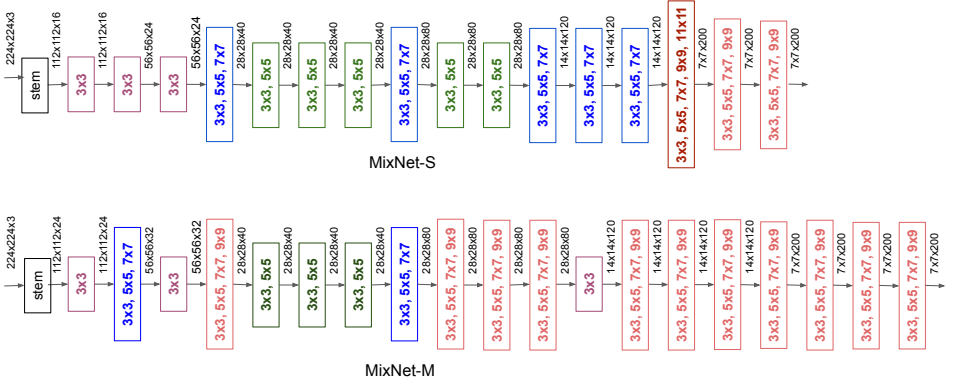 224x224x3
stem
112x112x16
3x3
112x112x16
3x3
56x56x24
3x3
56x56x24
3x3, 5x5, 7x7
28x28x40
3x3, 5x5
28x28x40
3x3, 5x5
28x28x40
3x3, 5x5
28x28x40
3x3, 5x5, 7x7
28x28x80
3x3, 5x5
28x28x80
3x3, 5x5
28x28x80
3x3, 5x5, 7x7
14x14x120
3x3, 5x5, 7x7
14x14x120
3x3, 5x5, 7x7
14x14x120
3x3, 5x5, 7x7, 9x9, 11x11
7x7x200
3x3, 5x5, 7x7, 9x9
7x7x200
3x3, 5x5, 7x7, 9x9
7x7x200
MixNet-S
224x224x3
stem
112x112x24
3x3
112x112x24
3x3, 5x5, 7x7
56x56x32
3x3
56x56x32
3x3, 5x5, 7x7, 9x9
28x28x40
3x3, 5x5
28x28x40
3x3, 5x5
28x28x40
3x3, 5x5
28x28x40
3x3, 5x5, 7x7
28x28x80
3x3, 5x5, 7x7, 9x9
28x28x80
3x3, 5x5, 7x7, 9x9
28x28x80
3x3, 5x5, 7x7, 9x9
28x28x80
3x3
14x14x120
3x3, 5x5, 7x7, 9x9
14x14x120
3x3, 5x5, 7x7, 9x9
14x14x120
3x3, 5x5, 7x7, 9x9
14x14x120
3x3, 5x5, 7x7, 9x9
7x7x200
3x3, 5x5, 7x7, 9x9
7x7x200
3x3, 5x5, 7x7, 9x9
7x7x200
3x3, 5x5, 7x7, 9x9
7x7x200
MixNet-M